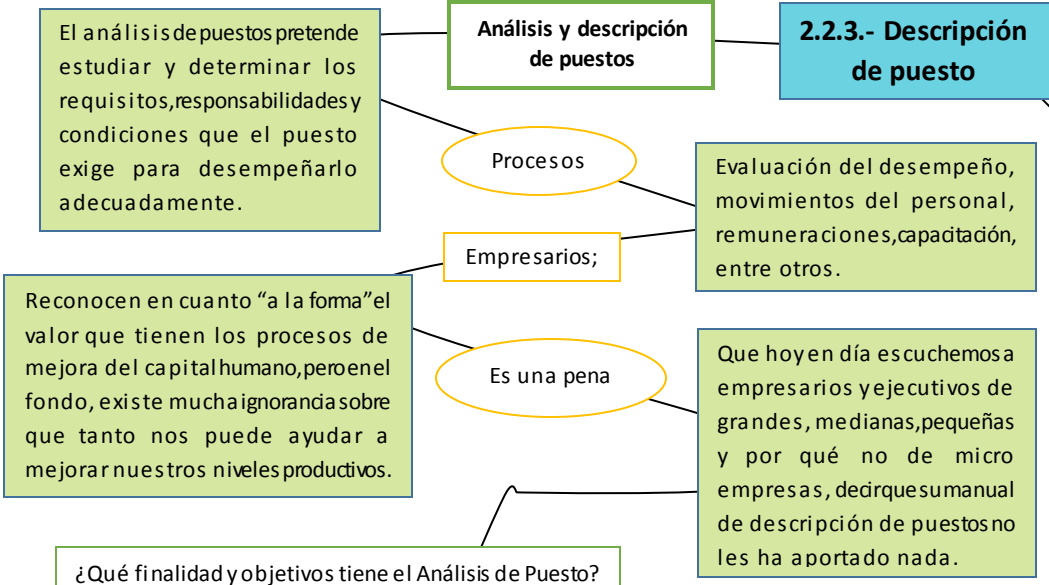 El análisis de puestos pretende
estudiar y determinar los
requisitos, responsabilidades y
condiciones que el puesto
exige para desempeñarlo
adecuadamente.
Análisis y descripción
de puestos
2.2.3.- Descripción
de puesto
Procesos
Evaluación del desempeño,
movimientos del personal,
remuneraciones, capacitación,
entre otros.
Empresarios;
Reconocen en cuanto “a la forma” el
valor que tienen los procesos de
mejora del capital humano, pero en el
fondo, existe mucha ignorancia sobre
que tanto nos puede ayudar a
mejorar nuestros niveles productivos.
Es una pena
Que hoy en día escuchemos a
empresarios y ejecutivos de
grandes, medianas, pequeñas
y por qué no de micro
empresas, decir que su manual
de descripción de puestos no
les ha aportado nada.
¿Qué finalidad y objetivos tiene el Análisis de Puesto?